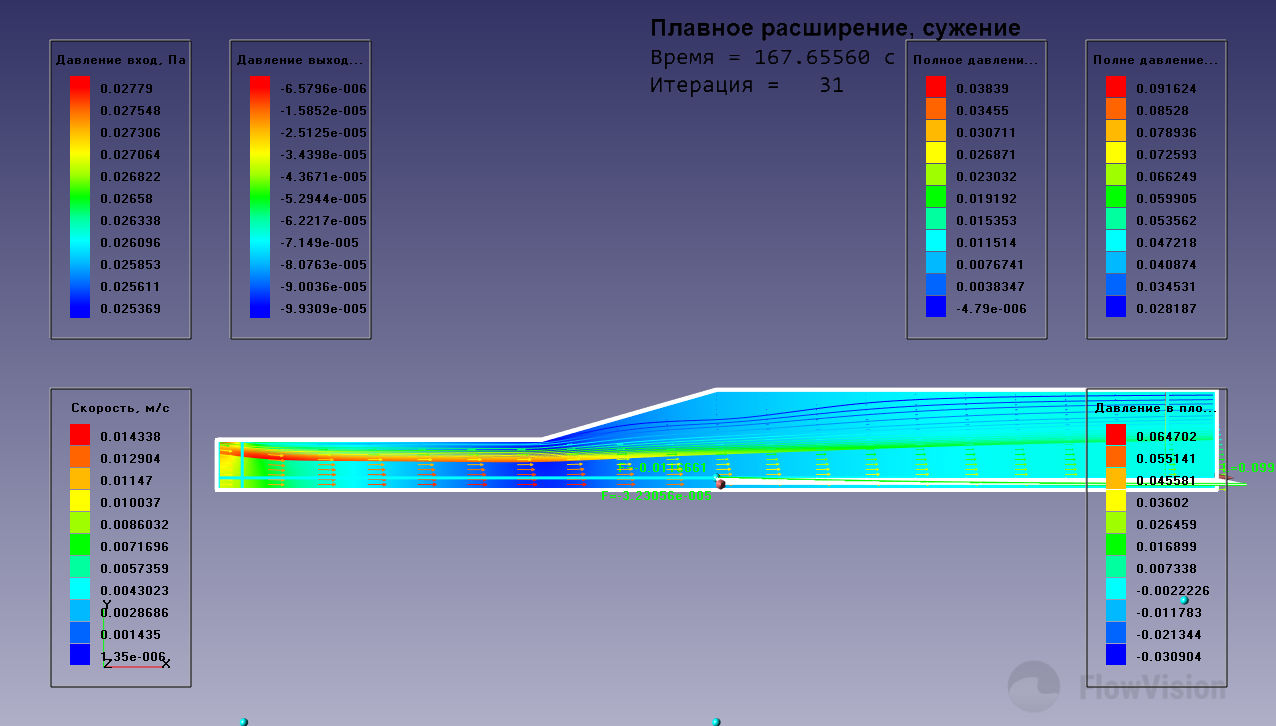 Плавное расширение, сужение
Время = 167.65560 с
Итерация = 31
Давление вход, Па
0.02779
0.027548
0.027306
0.027064
0.026822
0.02658
0.026338
0.026096
0.025853
0.025611
0.025369
Давление выход...
-6.5796e-006
-1.5852e-005
-2.5125e-005
-3.4398e-005
-4.3671e-005
-5.2944e-005
-6.2217e-005
-7.149e-005
-8.0763e-005
-9.0036e-005
-9.9309e-005
Полное давлени...
0.03839
0.03455
0.030711
0.026871
0.023032
0.019192
0.015353
0.011514
0.0076741
0.0038347
-4.79e-006
Полне давление...
0.091624
0.08528
0.078936
0.072593
0.066249
0.059905
0.053562
0.047218
0.040874
0.034531
0.028187
Скорость, м/с
0.014338
0.012904
0.01147
0.010037
0.0086032
0.0071696
0.0057359
0.0043023
0.0028686
0.001435
1.35e-006
Y
Z X
Давление в пло...
0.064702
0.055141
0.045581
0.03602
0.026459
0.016899
0.007338
-0.0022226
-0.011783
-0.021344
-0.030904
FlowVision